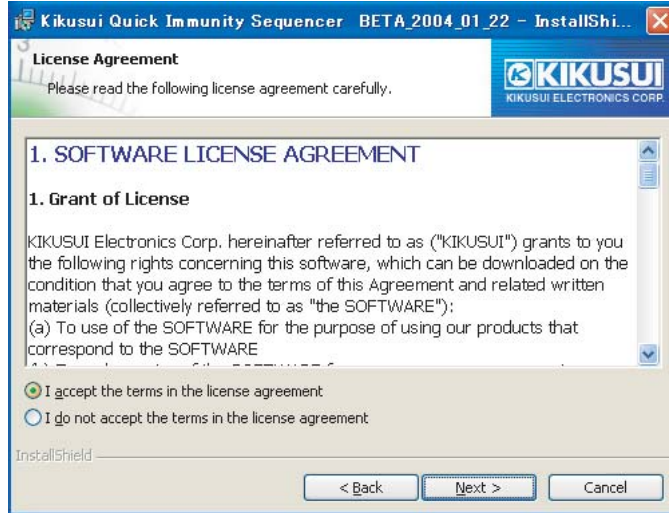 Kikusui Quick Immunity Sequencer BETA_2004_01_22 - InstallShi...
License Agreement
Please read the following license agreement carefully.
KIKUSUI
KIKUSUI ELECTRONICS CORP.
1. SOFTWARE LICENSE AGREEMENT
1. Grant of License
KIKUSUI Electronics Corp. hereinafter referred to as ("KIKUSUI") grants to you
the following rights concerning this software, which can be downloaded on the
condition that you agree to the terms of this Agreement and related written
materials (collectively referred to as "the SOFTWARE"):
(a) To use of the SOFTWARE for the purpose of using our products that
correspond to the SOFTWARE
I accept the terms in the license agreement
I do not accept the terms in the license agreement
InstallShield
< Back
Next >
Cancel